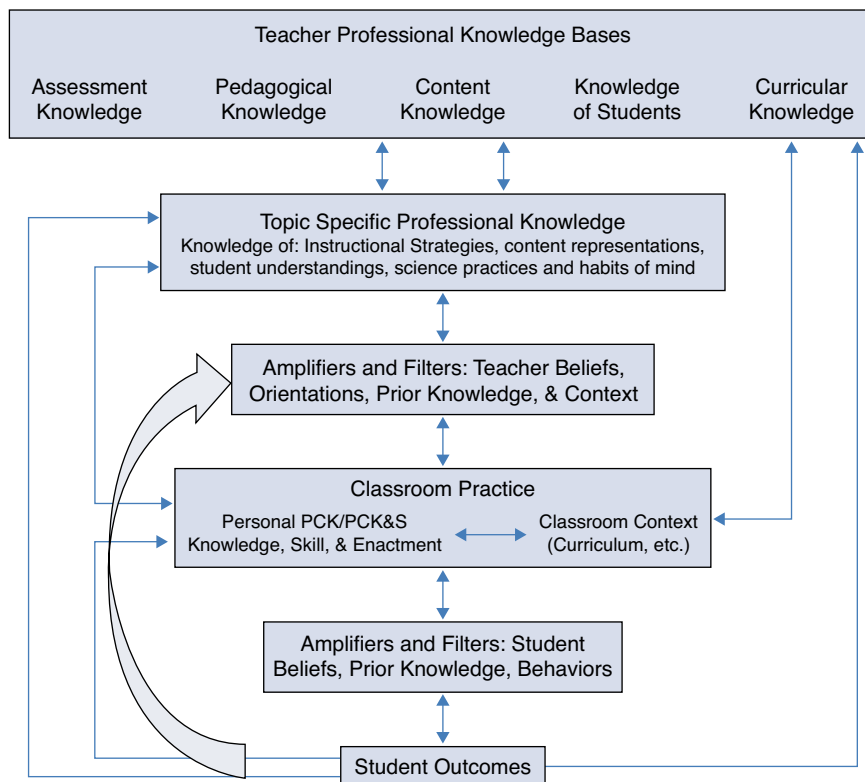 Teacher Professional Knowledge Bases
Assessment Knowledge
Pedagogical Knowledge
Content Knowledge
Knowledge of Students
Curricular Knowledge
Topic Specific Professional Knowledge
Knowledge of: Instructional Strategies, content representations,
student understandings, science practices and habits of mind
Amplifiers and Filters: Teacher Beliefs,
Orientations, Prior Knowledge, & Context
Classroom Practice
Personal PCK/PCK&S
Knowledge, Skill, & Enactment
Classroom Context
(Curriculum, etc.)
Amplifiers and Filters: Student
Beliefs, Prior Knowledge, Behaviors
Student Outcomes